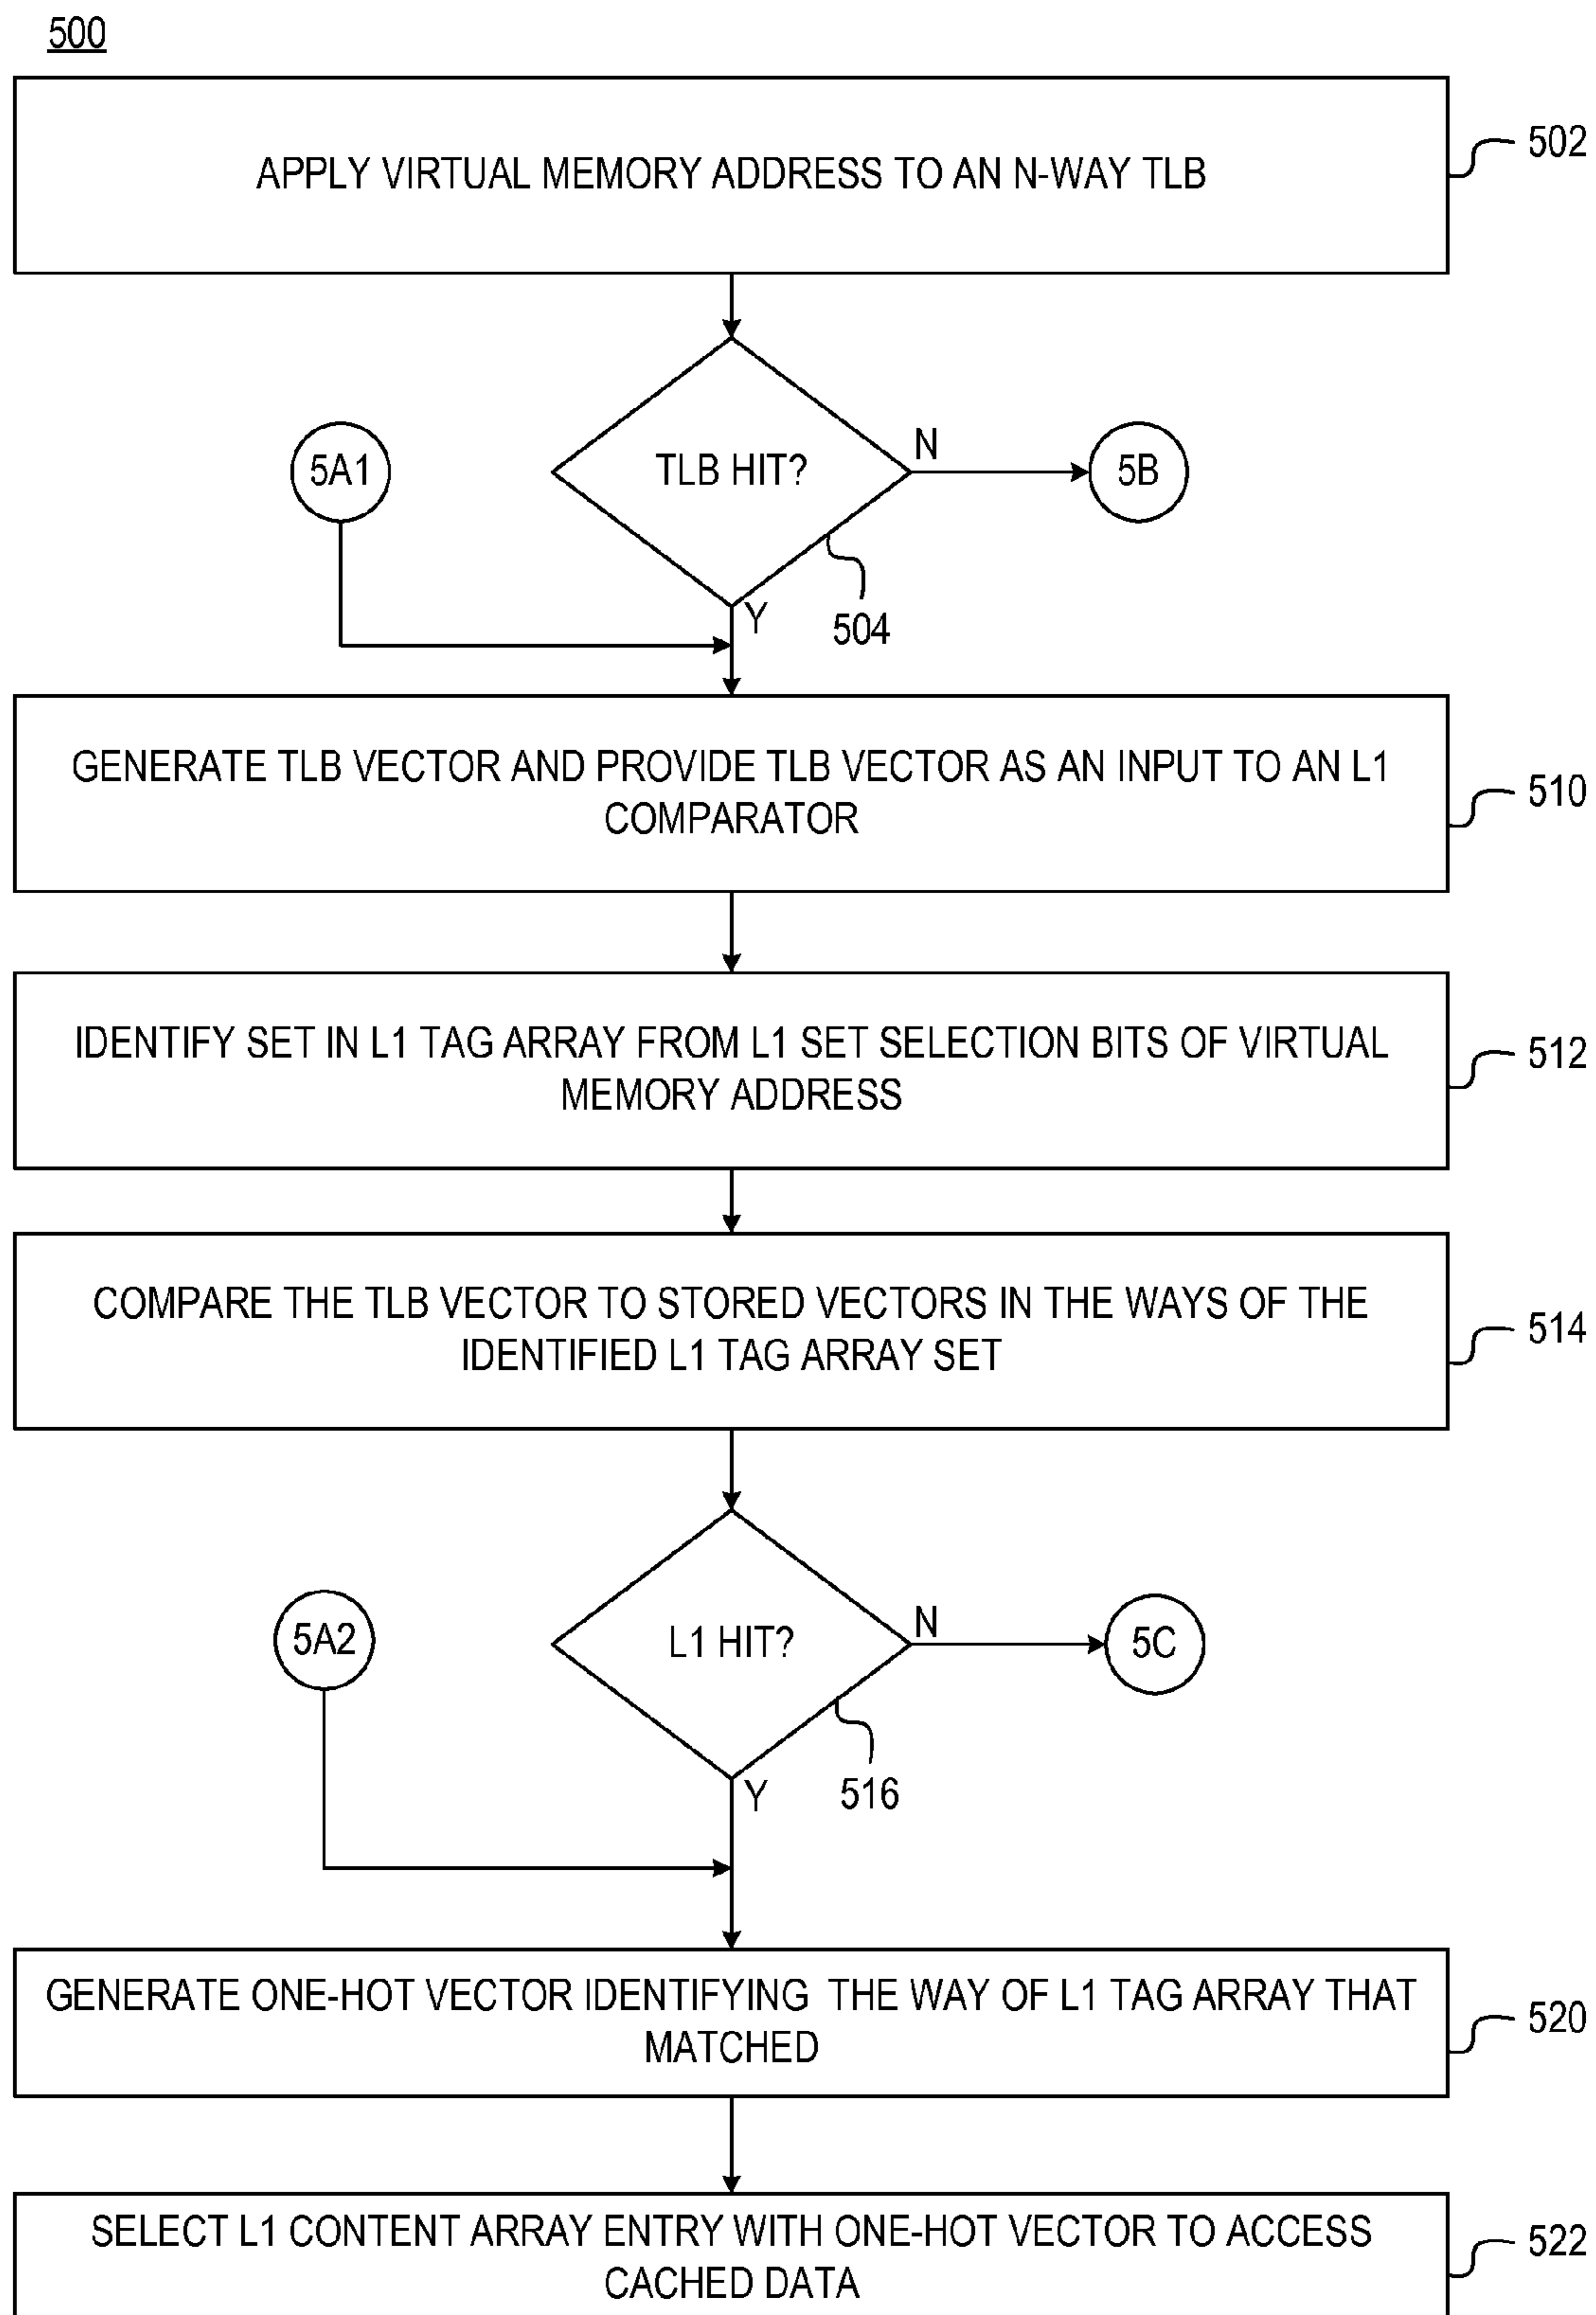 500
APPLY VIRTUAL MEMORY ADDRESS TO AN N-WAY TLB
502
5A1
TLB HIT?
N
5B
Y
504
GENERATE TLB VECTOR AND PROVIDE TLB VECTOR AS AN INPUT TO AN L1
COMPARATOR
510
IDENTIFY SET IN L1 TAG ARRAY FROM L1 SET SELECTION BITS OF VIRTUAL
MEMORY ADDRESS
512
COMPARE THE TLB VECTOR TO STORED VECTORS IN THE WAYS OF THE
IDENTIFIED L1 TAG ARRAY SET
514
5A2
L1 HIT?
N
5C
Y
516
GENERATE ONE-HOT VECTOR IDENTIFYING THE WAY OF L1 TAG ARRAY THAT
MATCHED
520
SELECT L1 CONTENT ARRAY ENTRY WITH ONE-HOT VECTOR TO ACCESS
CACHED DATA
522